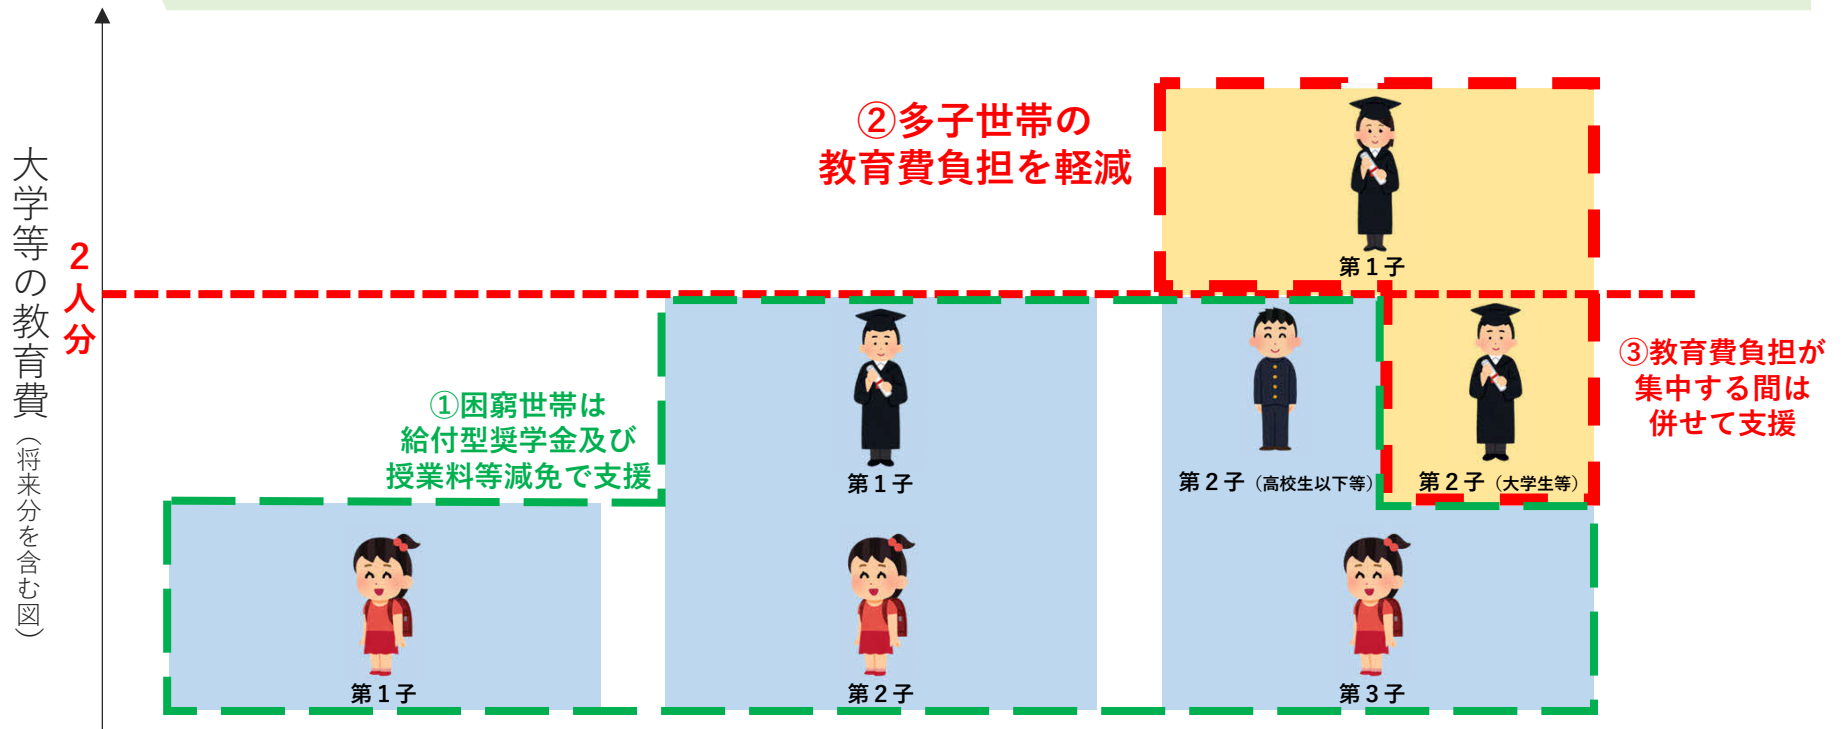 大学等の教育費（将来分を含む図）
2人分
②多子世帯の
教育費負担を軽減
第1子
①困窮世帯は
給付型奨学金及び
授業料等減免で支援
第1子
第2子（高校生以下等）
第2子（大学生等）
③教育費負担が
集中する間は
併せて支援
第1子
第2子
第3子